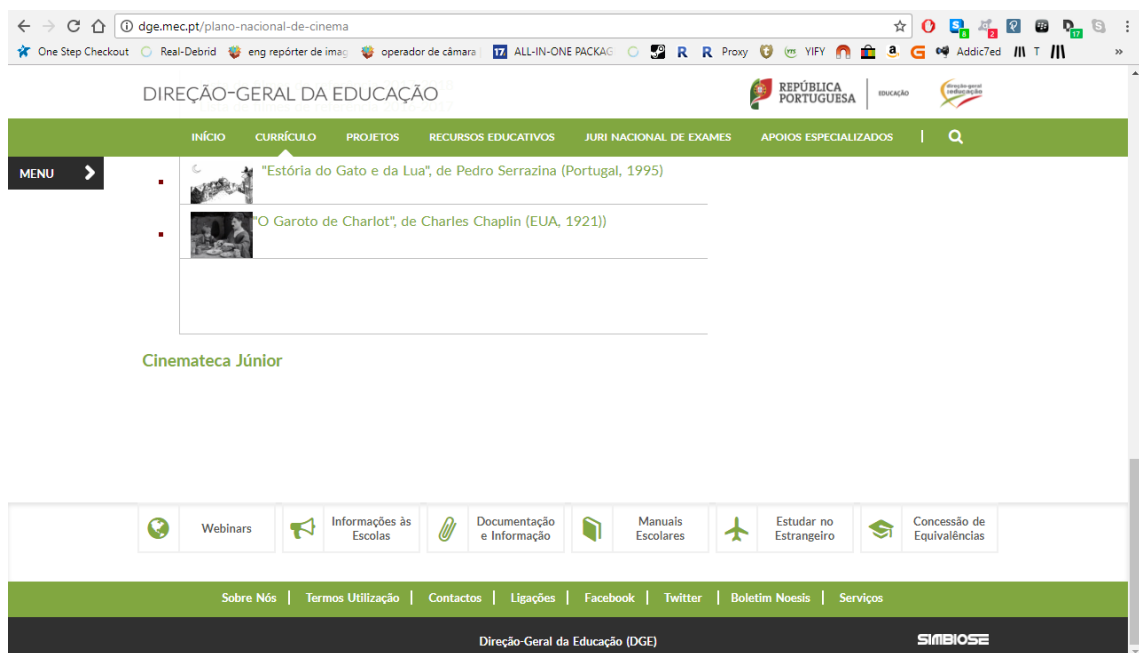 dge.mec.pt/plano-nacional-de-cinema
One Step Checkout Real-Debrid eng repórter de imag operador de câmara ALL-IN-ONE PACKAG R R Proxy YIFY Addic7ed T »
DIREÇÃO-GERAL DA EDUCAÇÃO
REPÚBLICA
PORTUGUESA
EDUCAÇÃO
direção-geral
educação
INÍCIO CURRÍCULO PROJETOS RECURSOS EDUCATIVOS JURI NACIONAL DE EXAMES APOIOS ESPECIALIZADOS |
MENU
"Estória do Gato e da Lua", de Pedro Serrazina (Portugal, 1995)
"O Garoto de Charlot", de Charles Chaplin (EUA, 1921))
Cinemateca Júnior
Webinars
Informações às
Escolas
Documentação
e Informação
Manuais
Escolares
Estudar no
Estrangeiro
Concessão de
Equivalências
Sobre Nós | Termos Utilização | Contactos | Ligações | Facebook | Twitter | Boletim Noesis | Serviços
Direção-Geral da Educação (DGE)
SIMBIOSE